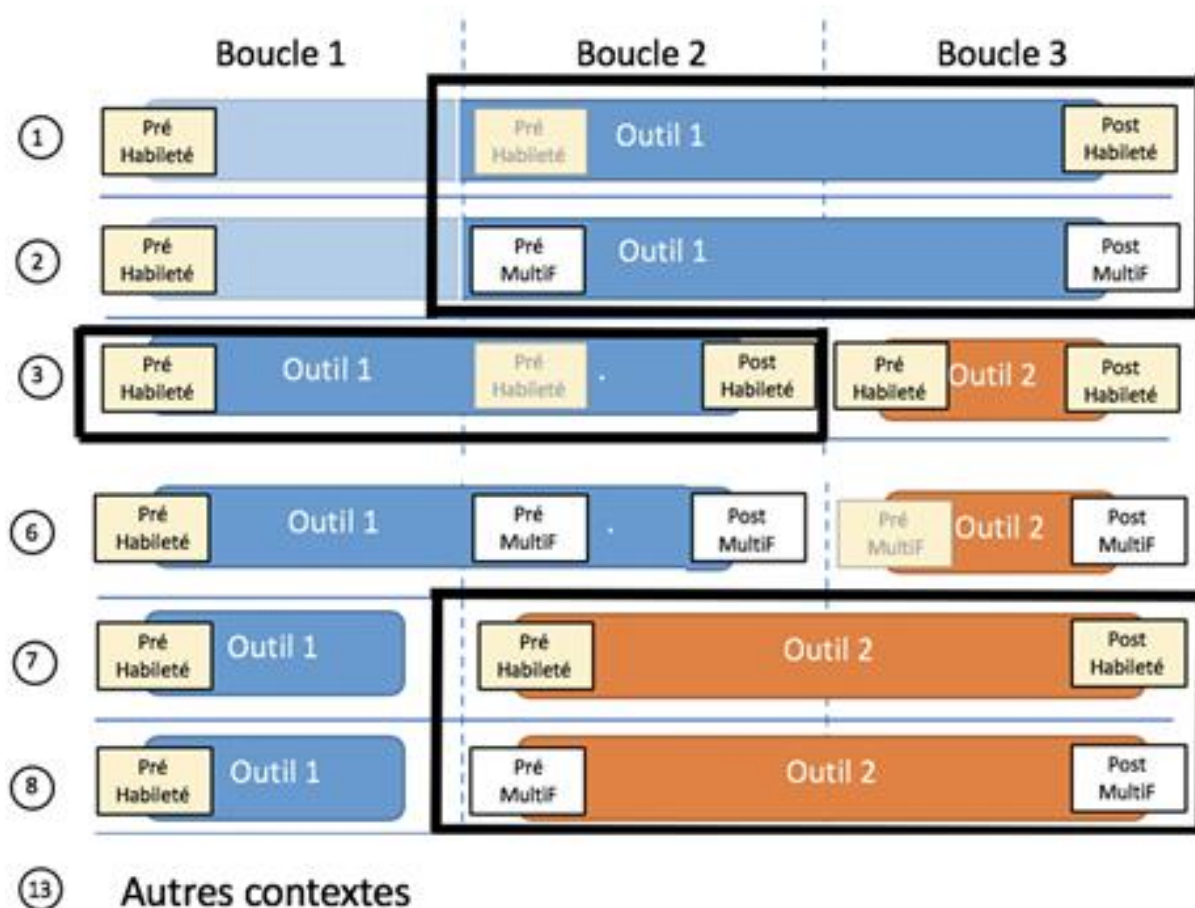 Boucle 1 Boucle 2 Boucle 3
1
Pré
Habileté
Pré
Habileté
Outil 1
Post
Habileté
2
Pré
Habileté
Pré
MultiF
Outil 1
Post
MultiF
3
Pré
Habileté
Outil 1
Pré
Habileté
.
Post
Habileté
Pré
Habileté
Outil 2
Post
Habileté
6
Pré
Habileté
Outil 1
Pré
MultiF
.
Post
MultiF
Pré
MultiF
Outil 2
Post
MultiF
7
Pré
Habileté
Outil 1
Pré
Habileté
Outil 2
Post
Habileté
8
Pré
Habileté
Outil 1
Pré
MultiF
Outil 2
Post
MultiF
13 Autres contextes